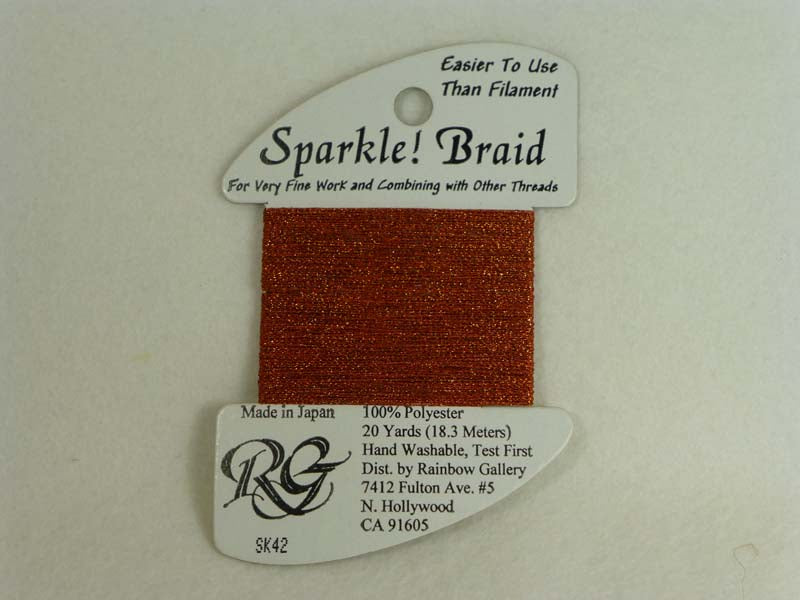 Easier To Use
Than Filament
Sparkle! Braid
For Very Fine Work and Combining with Other Threads
Made in Japan
RG
SK42
100% Polyester
20 Yards (18.3 Meters)
Hand Washable, Test First
Dist. by Rainbow Gallery
7412 Fulton Ave. #5
N. Hollywood
CA 91605